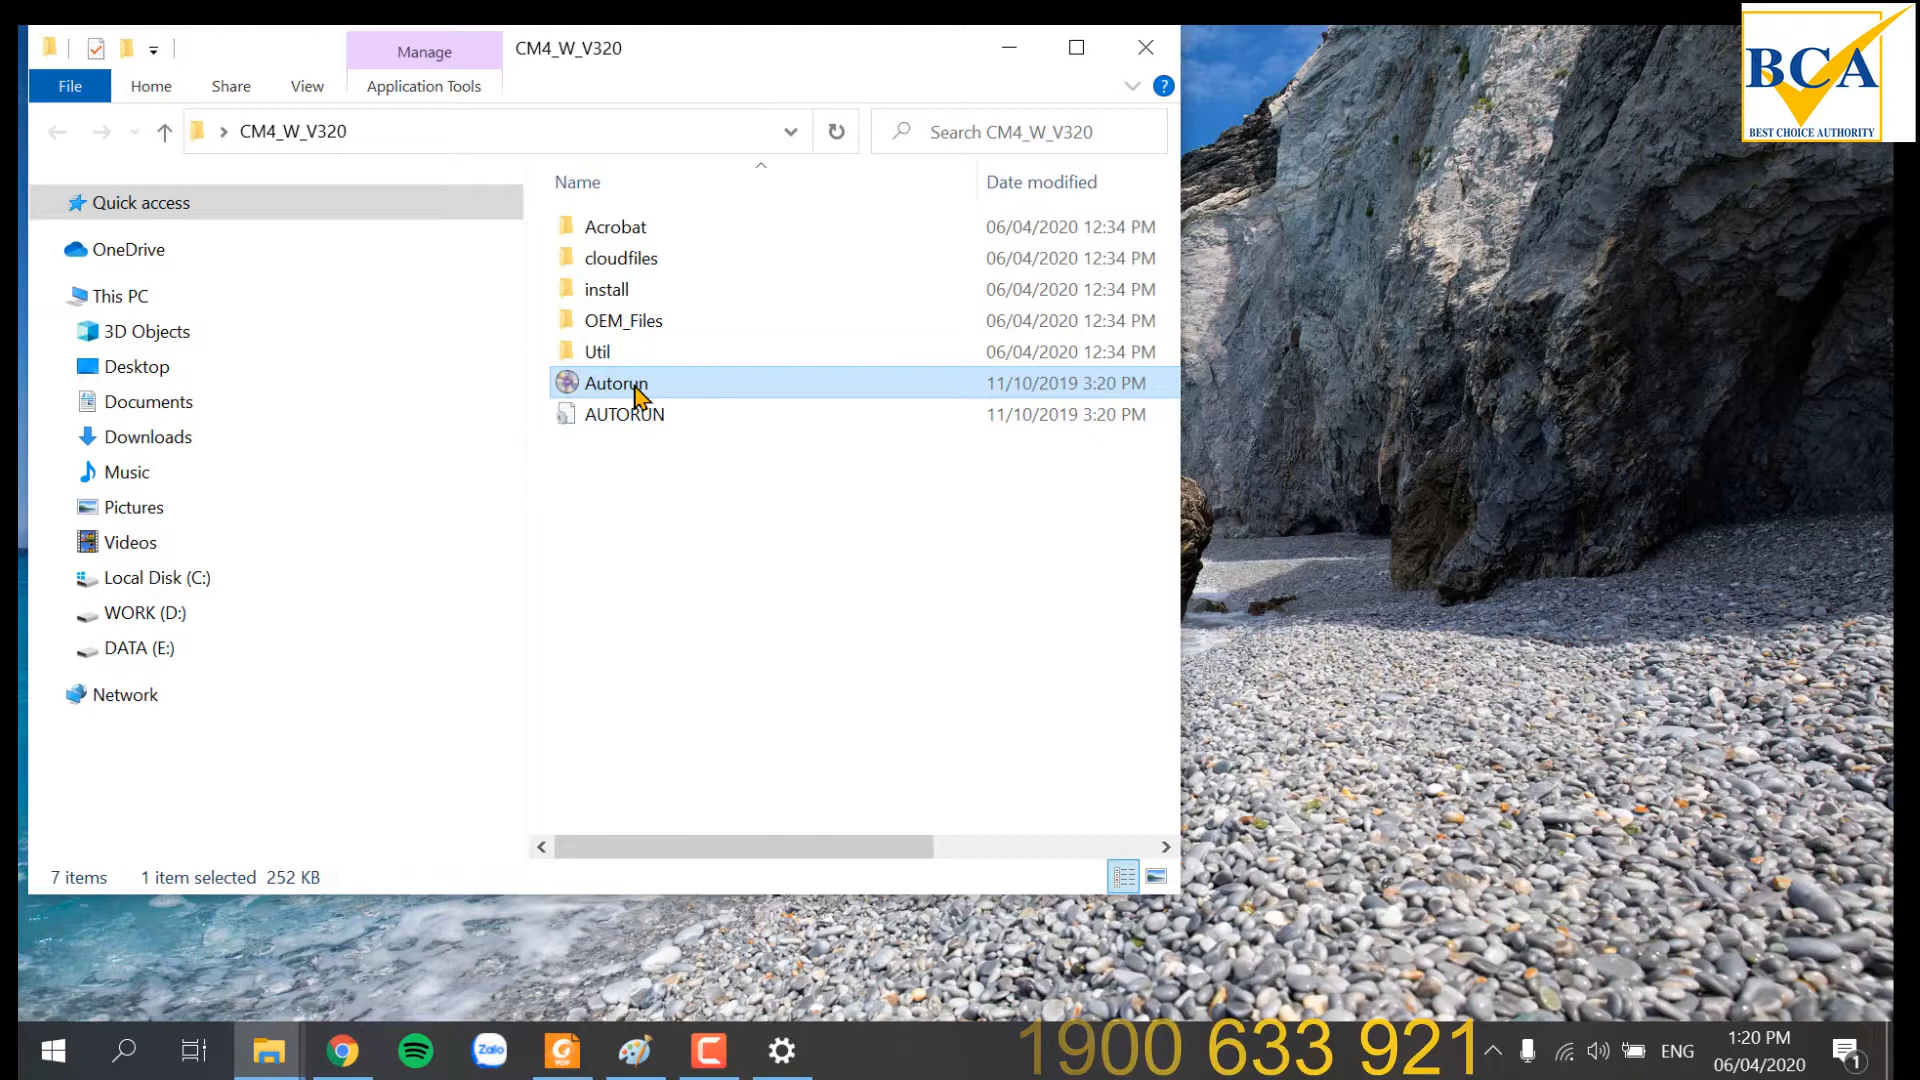 Manage
CM4_W_V320
File
Home
Share
View
Application Tools
?
CM4_W_V320
Search CM4_W_V320
Name
Date modified
Quick access
OneDrive
This PC
3D Objects
Desktop
Documents
Downloads
Music
Pictures
Videos
Local Disk (C:)
WORK (D:)
DATA (E:)
Network
Acrobat 06/04/2020 12:34 PM
cloudfiles 06/04/2020 12:34 PM
install 06/04/2020 12:34 PM
OEM_Files 06/04/2020 12:34 PM
Util 06/04/2020 12:34 PM
Autorun 11/10/2019 3:20 PM
AUTORUN 11/10/2019 3:20 PM
7 items 1 item selected 252 KB
BCA
BEST CHOICE AUTHORITY
Zalo
PDF
1900 633 921
ENG
1:20 PM
06/04/2020
1